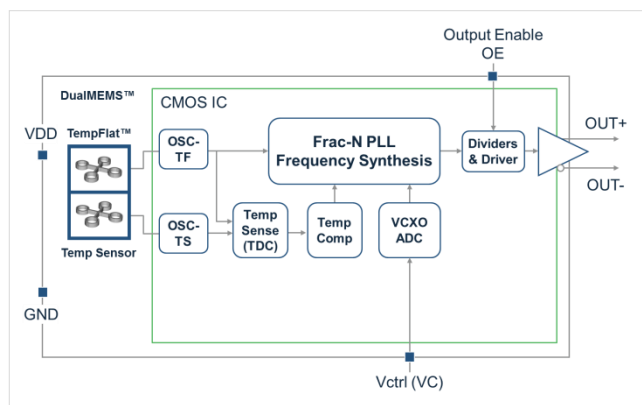 Output Enable
OE
DualMEMS™
CMOS IC
VDD
TempFlat™
OSC-
TF
Frac-N PLL
Frequency Synthesis
Dividers
& Driver
OUT+
OUT-
OSC-
TS
Temp
Sense
(TDC)
Temp
Comp
VCXO
ADC
Temp Sensor
GND
Vctrl (VC)